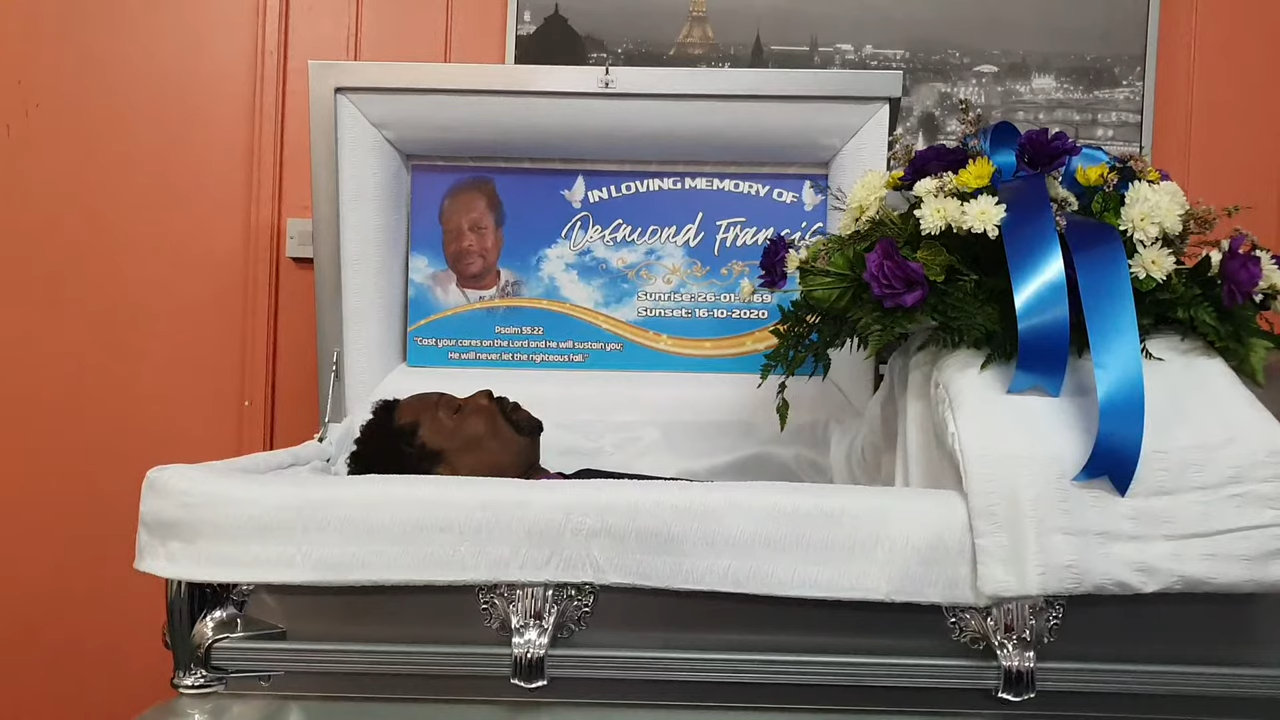 IN LOVING MEMORY OF
Desmond Francis
Sunrise: 26-01-1969
Sunset: 16-10-2020
Psalm 55:22
"Cast your cares on the Lord and He will sustain you;
He will never let the righteous fall."